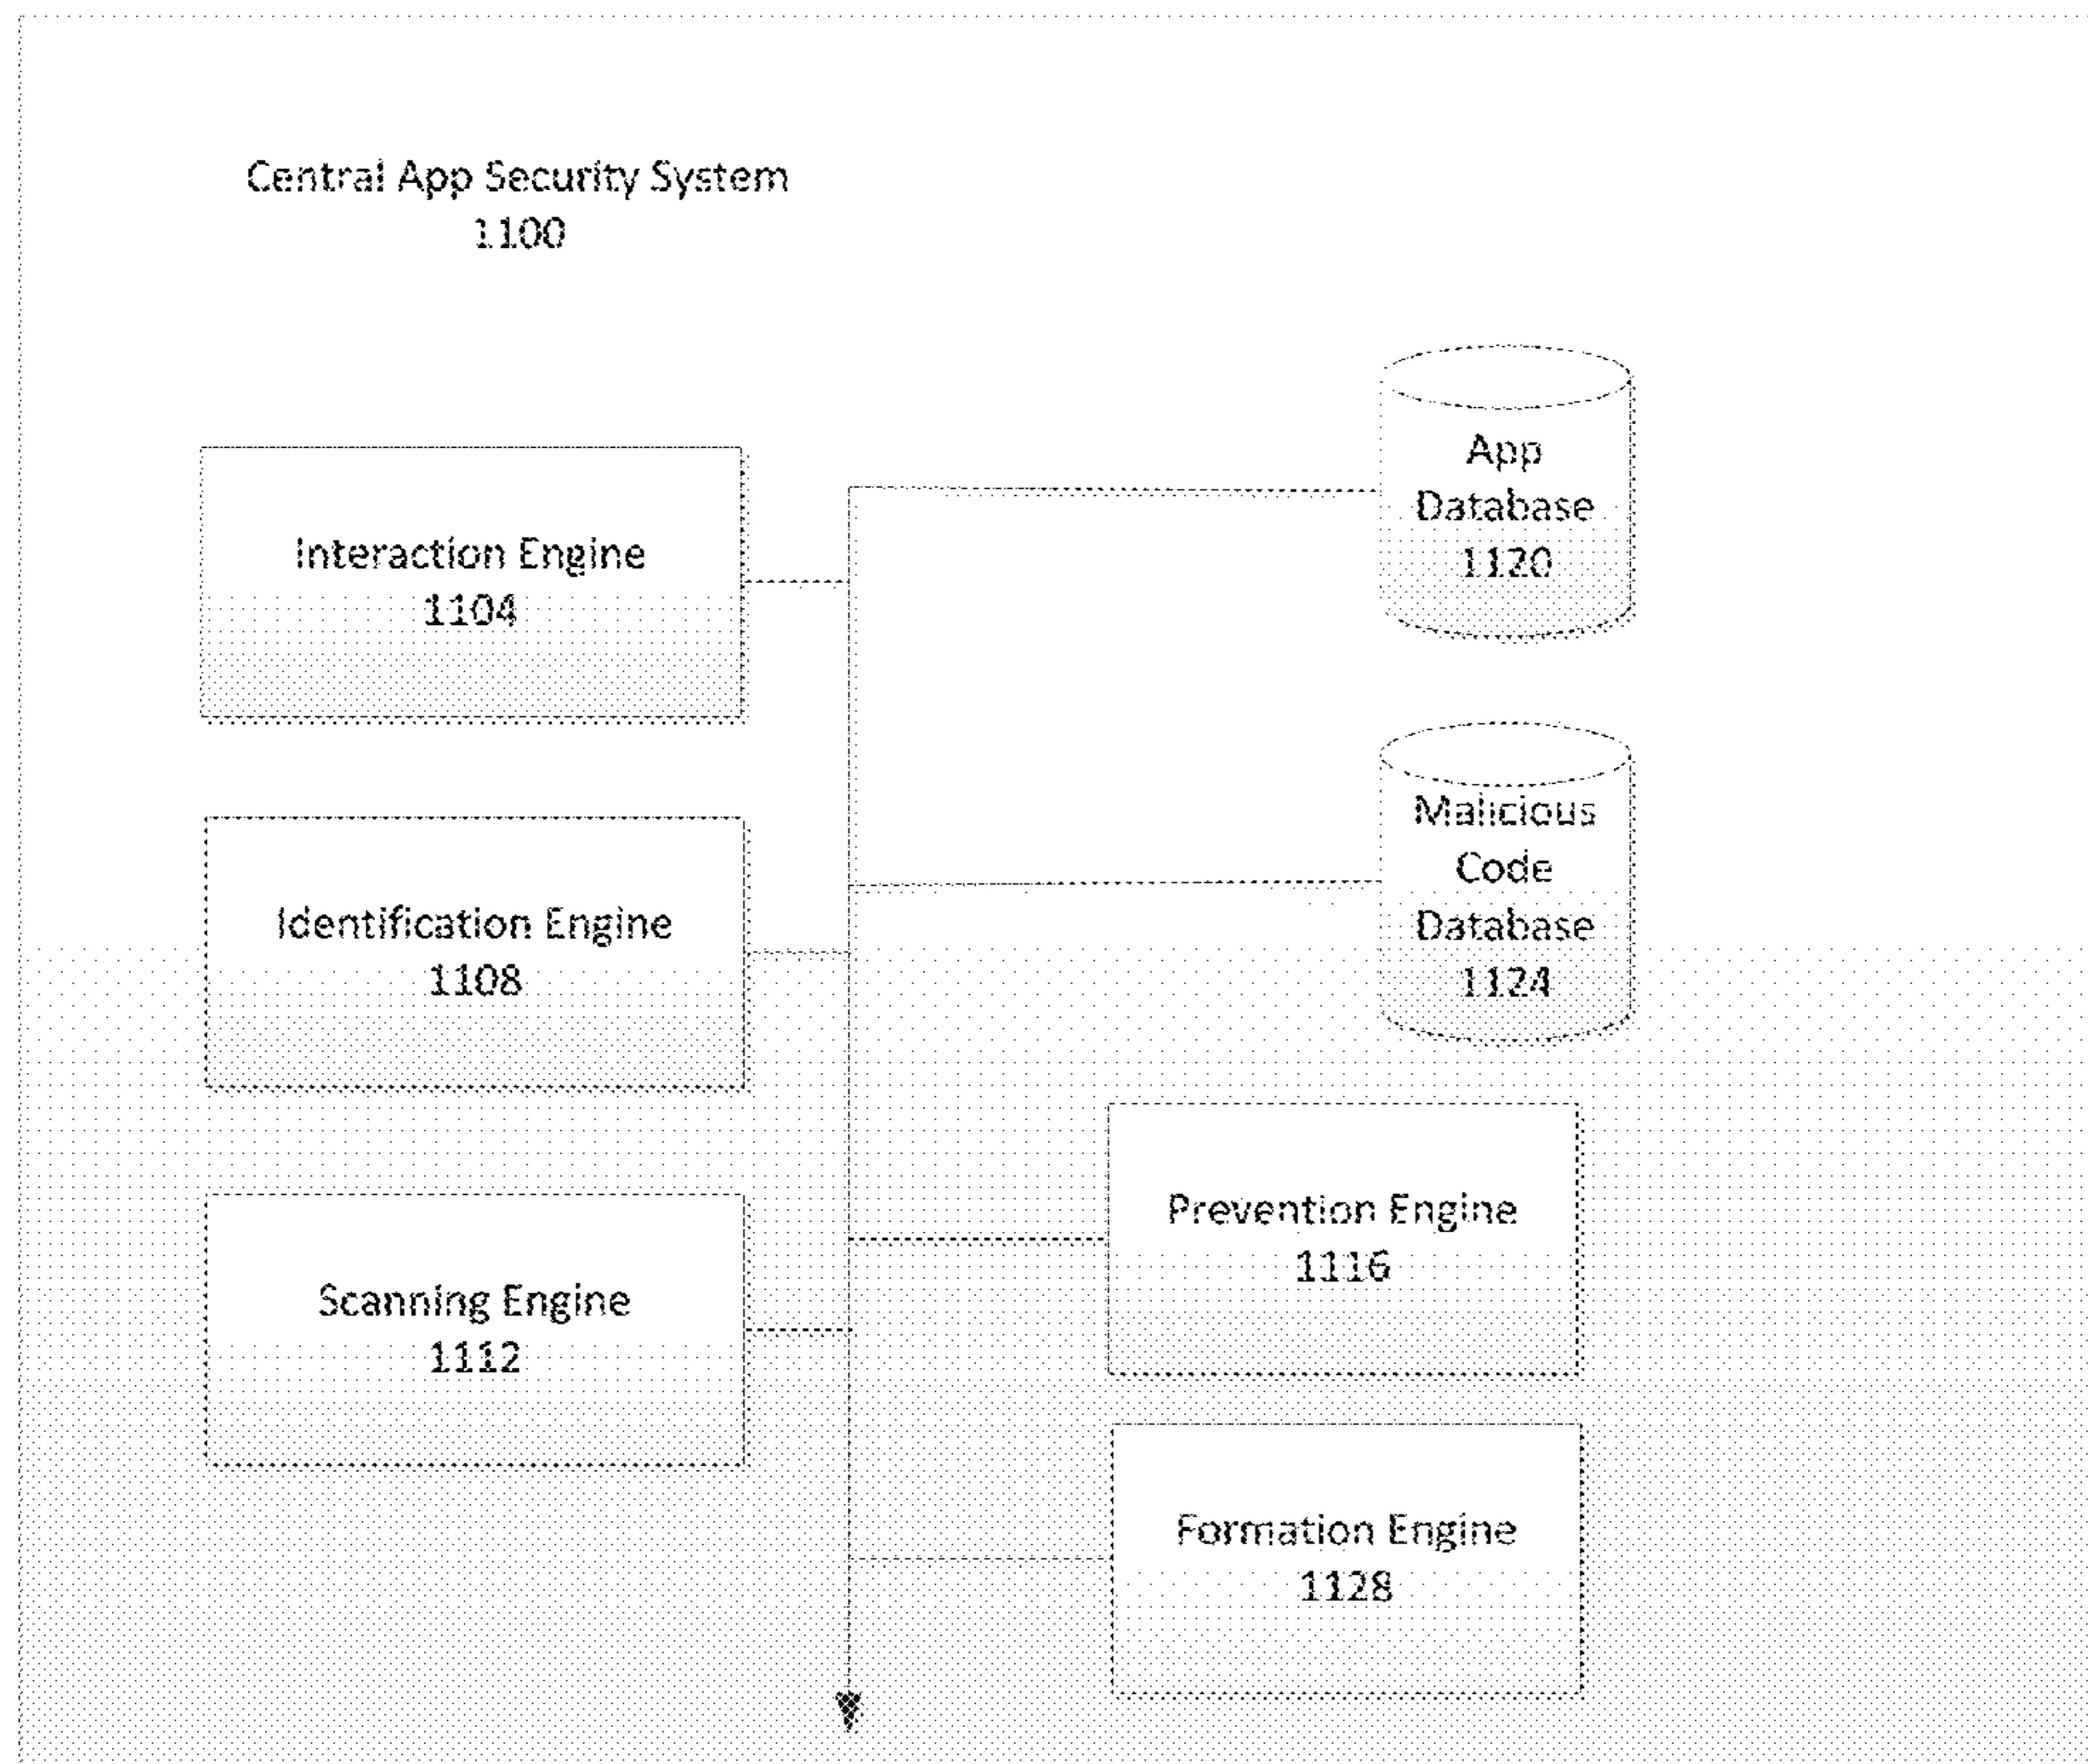 Central App Security System
1100
App
Database
1120
Interaction Engine
1104
Malicious
Code
Database
1124
Identification Engine
1108
Prevention Engine
1116
Scanning Engine
1112
Formation Engine
1128